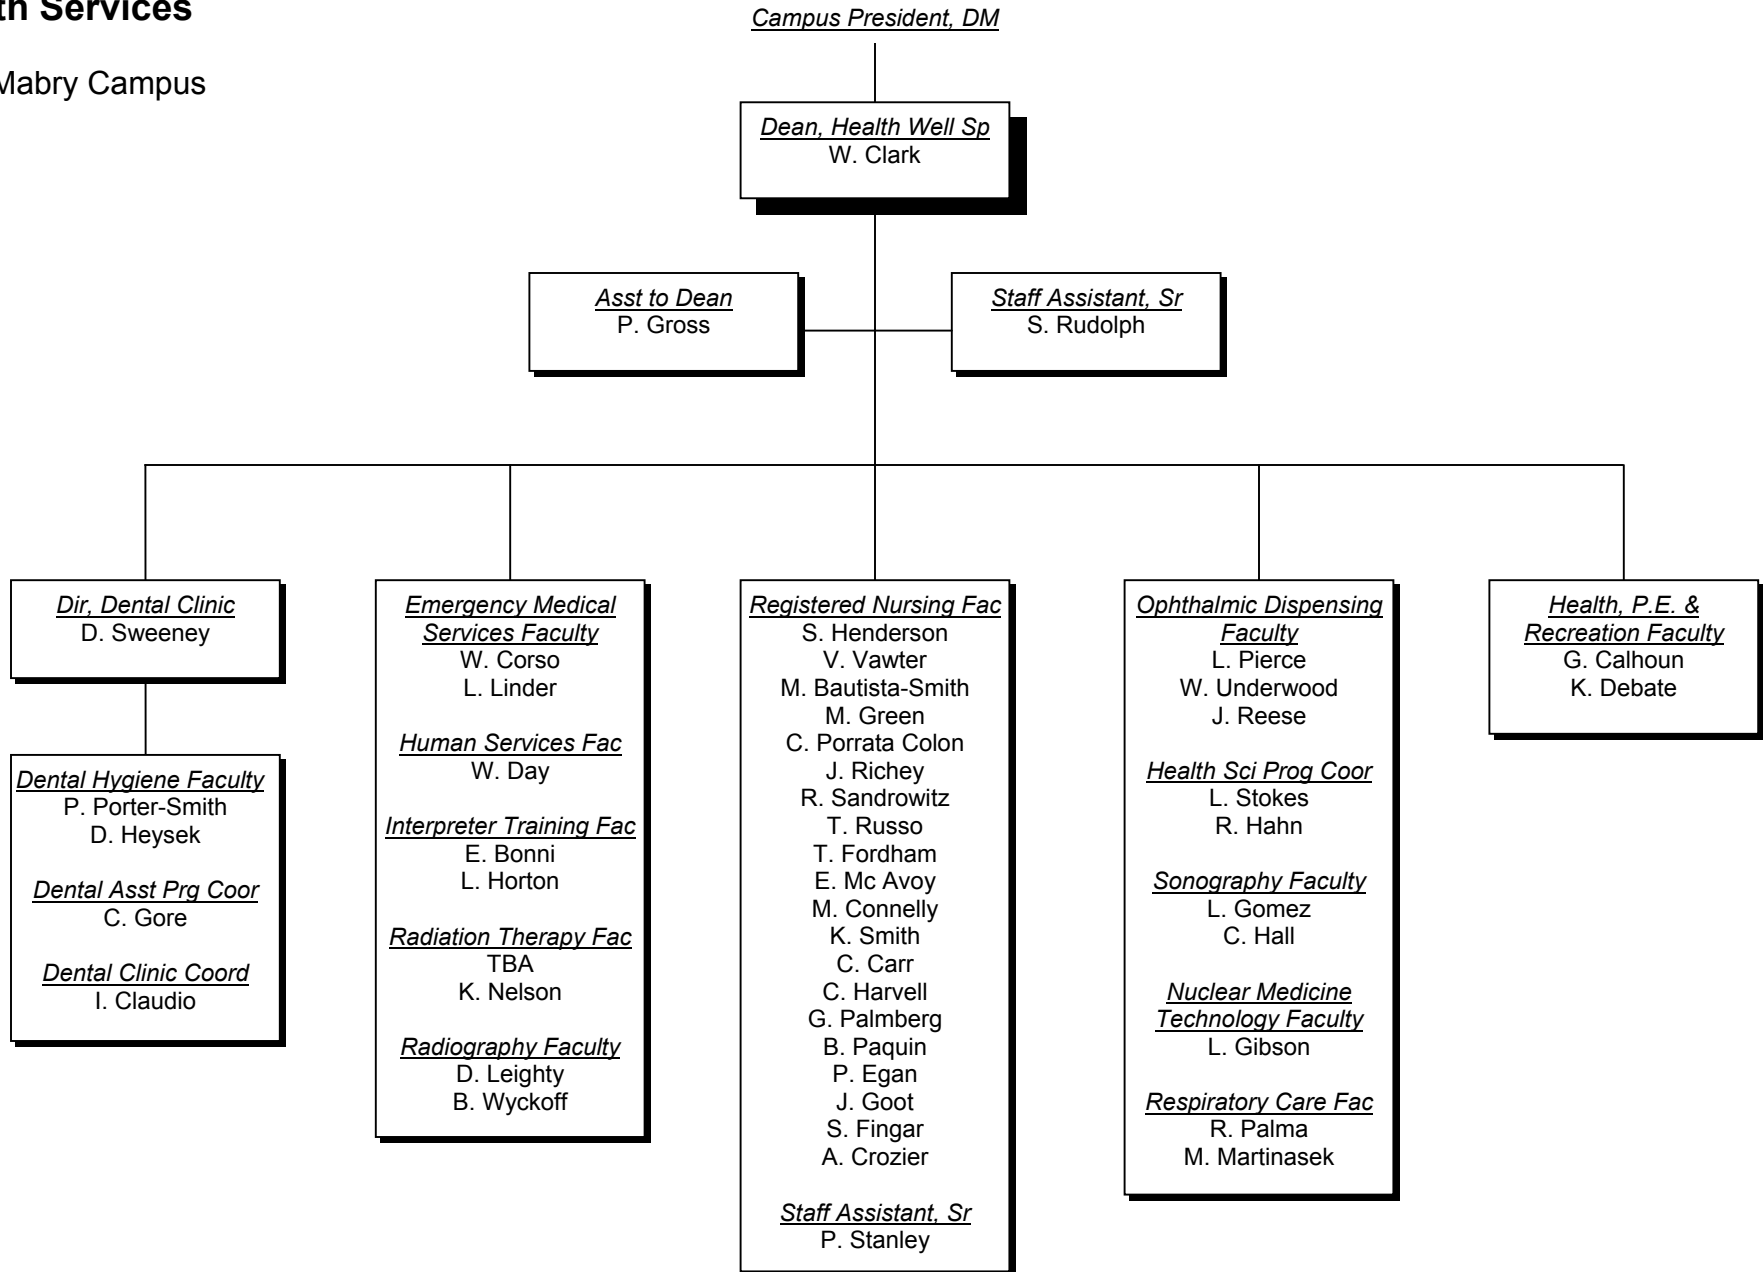 th Services
Mabry Campus
Campus President, DM
Dean, Health Well Sp
W. Clark
Asst to Dean
P. Gross
Staff Assistant, Sr
S. Rudolph
Dir, Dental Clinic
D. Sweeney
Dental Hygiene Faculty
P. Porter-Smith
D. Heysek
Dental Asst Prg Coor
C. Gore
Dental Clinic Coord
I. Claudio
Emergency Medical
Services Faculty
W. Corso
L. Linder
Human Services Fac
W. Day
Interpreter Training Fac
E. Bonni
L. Horton
Radiation Therapy Fac
TBA
K. Nelson
Radiography Faculty
D. Leighty
B. Wyckoff
Registered Nursing Fac
S. Henderson
V. Vawter
M. Bautista-Smith
M. Green
C. Porrata Colon
J. Richey
R. Sandrowitz
T. Russo
T. Fordham
E. Mc Avoy
M. Connelly
K. Smith
C. Carr
C. Harvell
G. Palmberg
B. Paquin
P. Egan
J. Goot
S. Fingar
A. Crozier
Staff Assistant, Sr
P. Stanley
Ophthalmic Dispensing
Faculty
L. Pierce
W. Underwood
J. Reese
Health Sci Prog Coor
L. Stokes
R. Hahn
Sonography Faculty
L. Gomez
C. Hall
Nuclear Medicine
Technology Faculty
L. Gibson
Respiratory Care Fac
R. Palma
M. Martinasek
Health, P.E. &
Recreation Faculty
G. Calhoun
K. Debate